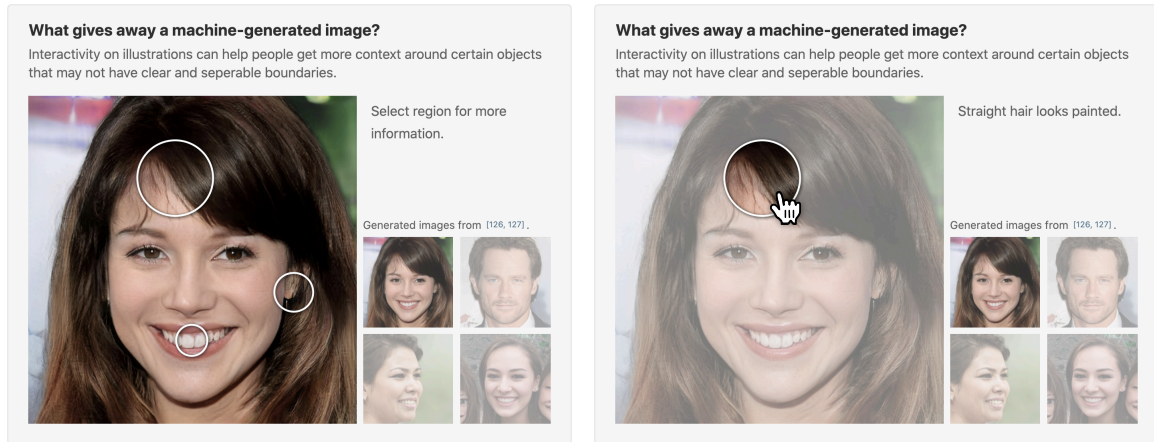 What gives away a machine-generated image?
Interactivity on illustrations can help people get more context around certain objects
that may not have clear and seperable boundaries.
Select region for more
information.
Generated images from [126, 127] .
What gives away a machine-generated image?
Interactivity on illustrations can help people get more context around certain objects
that may not have clear and seperable boundaries.
Straight hair looks painted.
Generated images from [126, 127] .